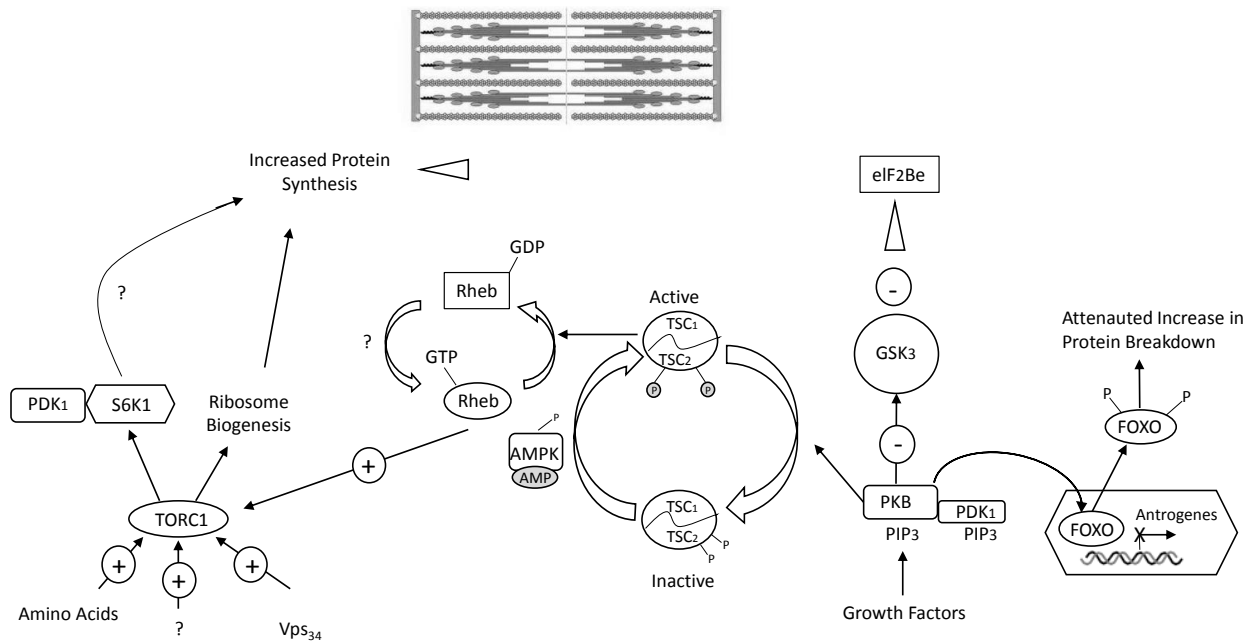 Increased Protein
Synthesis
eIF2Be
GDP
Rheb
Active
-
?
?
TSC1
TSC2
P
P
GSK3
Attenauted Increase in
Protein Breakdown
GTP
Rheb
P P
FOXO
PDK1
S6K1
Ribosome
Biogenesis
P
AMPK
AMP
+
-
TORC1
TSC1
TSC2
P
P
Inactive
PKB
PDK1
PIP3
PIP3
FOXO
Antrogenes
X
+
+
+
Amino Acids
?
Vps34
Growth Factors